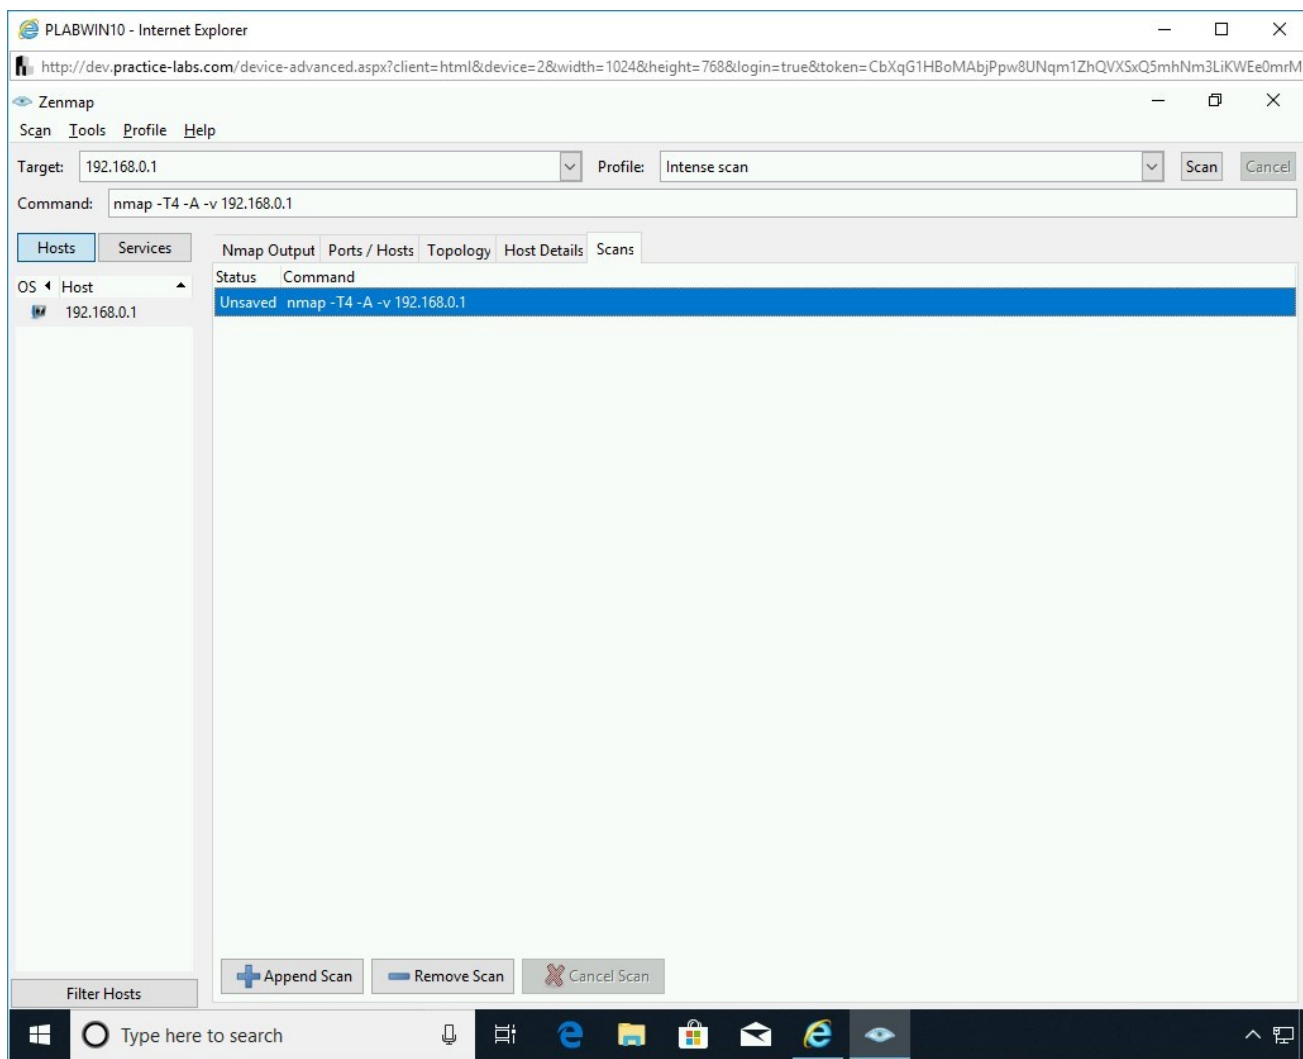 PLABWIN10 - Internet Explorer
http://dev.practice-labs.com/device-advanced.aspx?client=html&device=2&width=1024&height=768&login=true&token=CbXqG1HBoMAbjPpw8UNqm1ZhQVXSxQ5mhNm3LiKWEe0mrM
Zenmap
Scan Tools Profile Help
Target: 192.168.0.1 Profile: Intense scan Scan Cancel
Command: nmap -T4 -A -v 192.168.0.1
Hosts Services Nmap Output Ports / Hosts Topology Host Details Scans
Status Command
OS Host
Unsaved nmap -T4 -A -v 192.168.0.1
192.168.0.1
Append Scan Remove Scan Cancel Scan
Filter Hosts
Type here to search